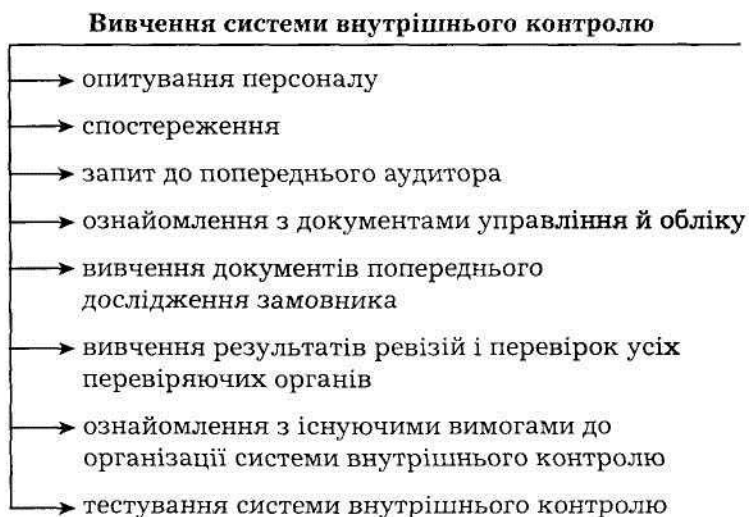 Вивчення системи внутрішнього контролю
опитування персоналу
спостереження
запит до попереднього аудитора
ознайомлення з документами управління й обліку
вивчення документів попереднього
дослідження замовника
вивчення результатів ревізій і перевірок усіх
перевіряючих органів
ознайомлення з існуючими вимогами до
організації системи внутрішнього контролю
тестування системи внутрішнього контролю